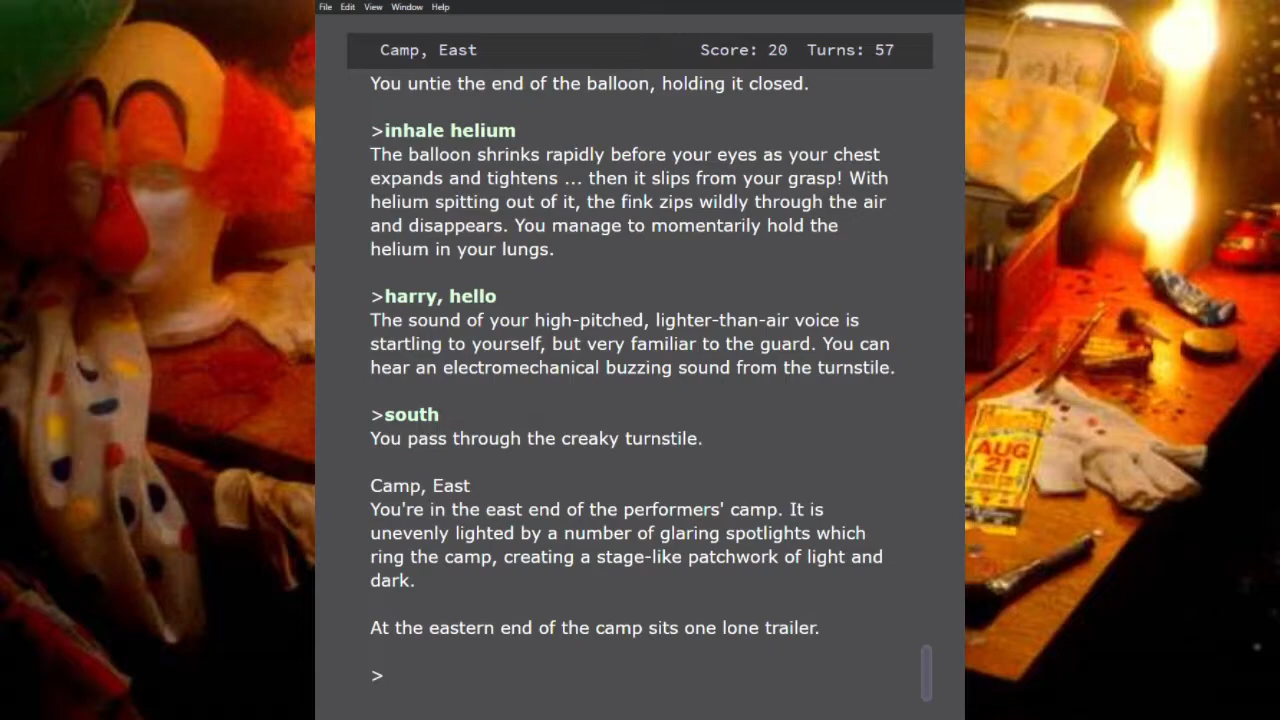 File Edit View Window Help
Camp, East Score: 20 Turns: 57
You untie the end of the balloon, holding it closed.
>inhale helium
The balloon shrinks rapidly before your eyes as your chest
expands and tightens ... then it slips from your grasp! With
helium spitting out of it, the fink zips wildly through the air
and disappears. You manage to momentarily hold the
helium in your lungs.
>harry, hello
The sound of your high-pitched, lighter-than-air voice is
startling to yourself, but very familiar to the guard. You can
hear an electromechanical buzzing sound from the turnstile.
>south
You pass through the creaky turnstile.
Camp, East
You're in the east end of the performers' camp. It is
unevenly lighted by a number of glaring spotlights which
ring the camp, creating a stage-like patchwork of light and
dark.
At the eastern end of the camp sits one lone trailer.
>
AUG
21